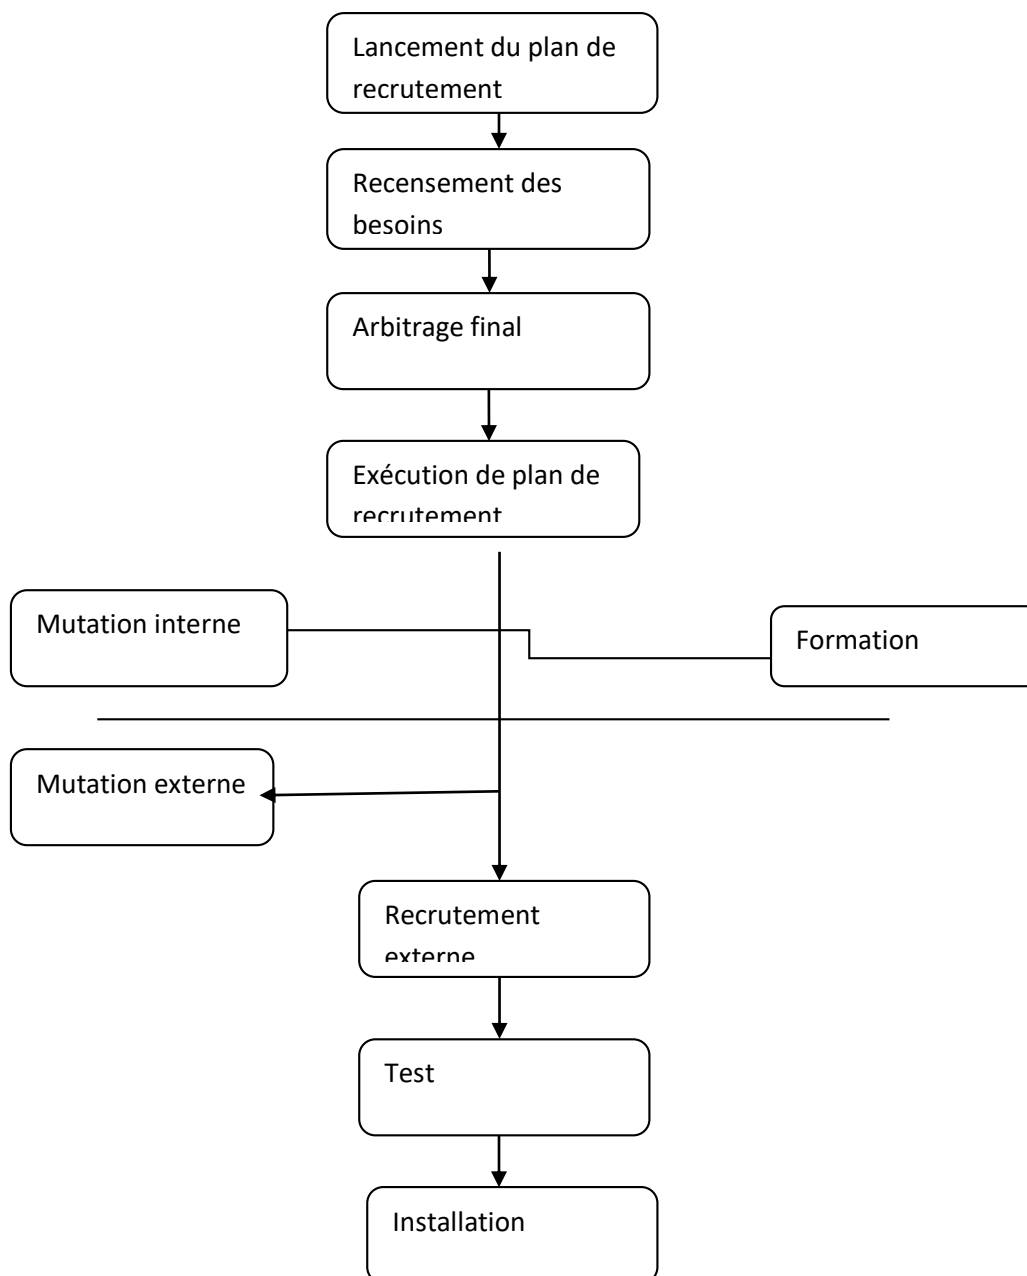 Lancement du plan de
recrutement
Recensement des
besoins
Arbitrage final
Exécution de plan de
recrutement
Mutation interne
Formation
Mutation externe
Recrutement
externe
Test
Installation